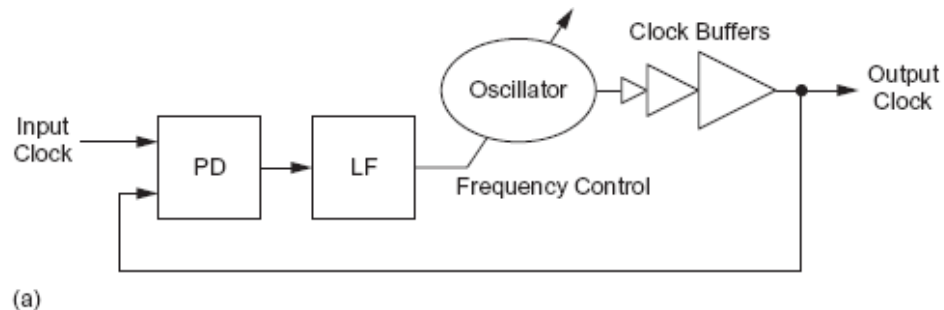 Clock Buffers
Oscillator
Output
Clock
Input
Clock
PD
LF
Frequency Control
(a)